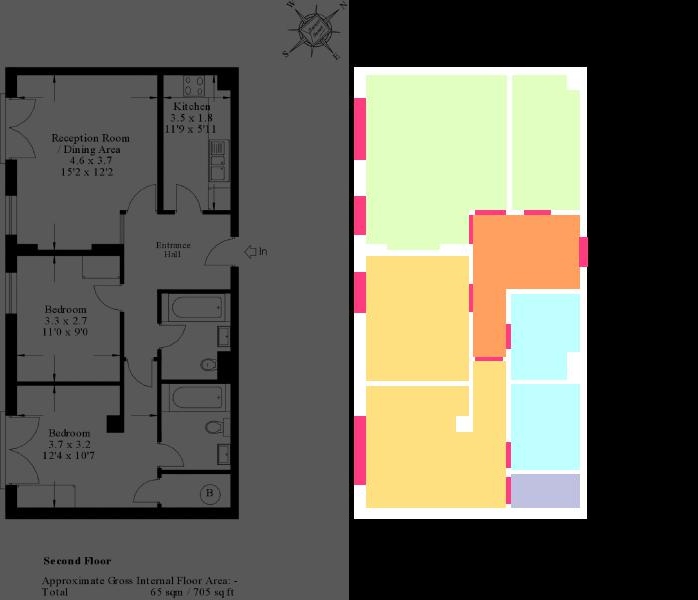 W
N
S
E
Kitchen
3.5 x 1.8
11'9 x 5'11
Reception Room
/ Dining Area
4.6 x 3.7
15'2 x 12'2
Entrance
Hall
In
Bedroom
3.3 x 2.7
11'0 x 9'0
Bedroom
3.7 x 3.2
12'4 x 10'7
B
Second Floor
Approximate Gross Internal Floor Area: -
Total 65 sqm / 705 sq ft